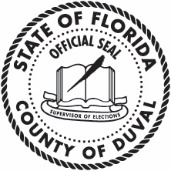 STATE OF FLORIDA
OFFICIAL SEAL
SUPERVISOR OF ELECTIONS
COUNTY OF DUVAL